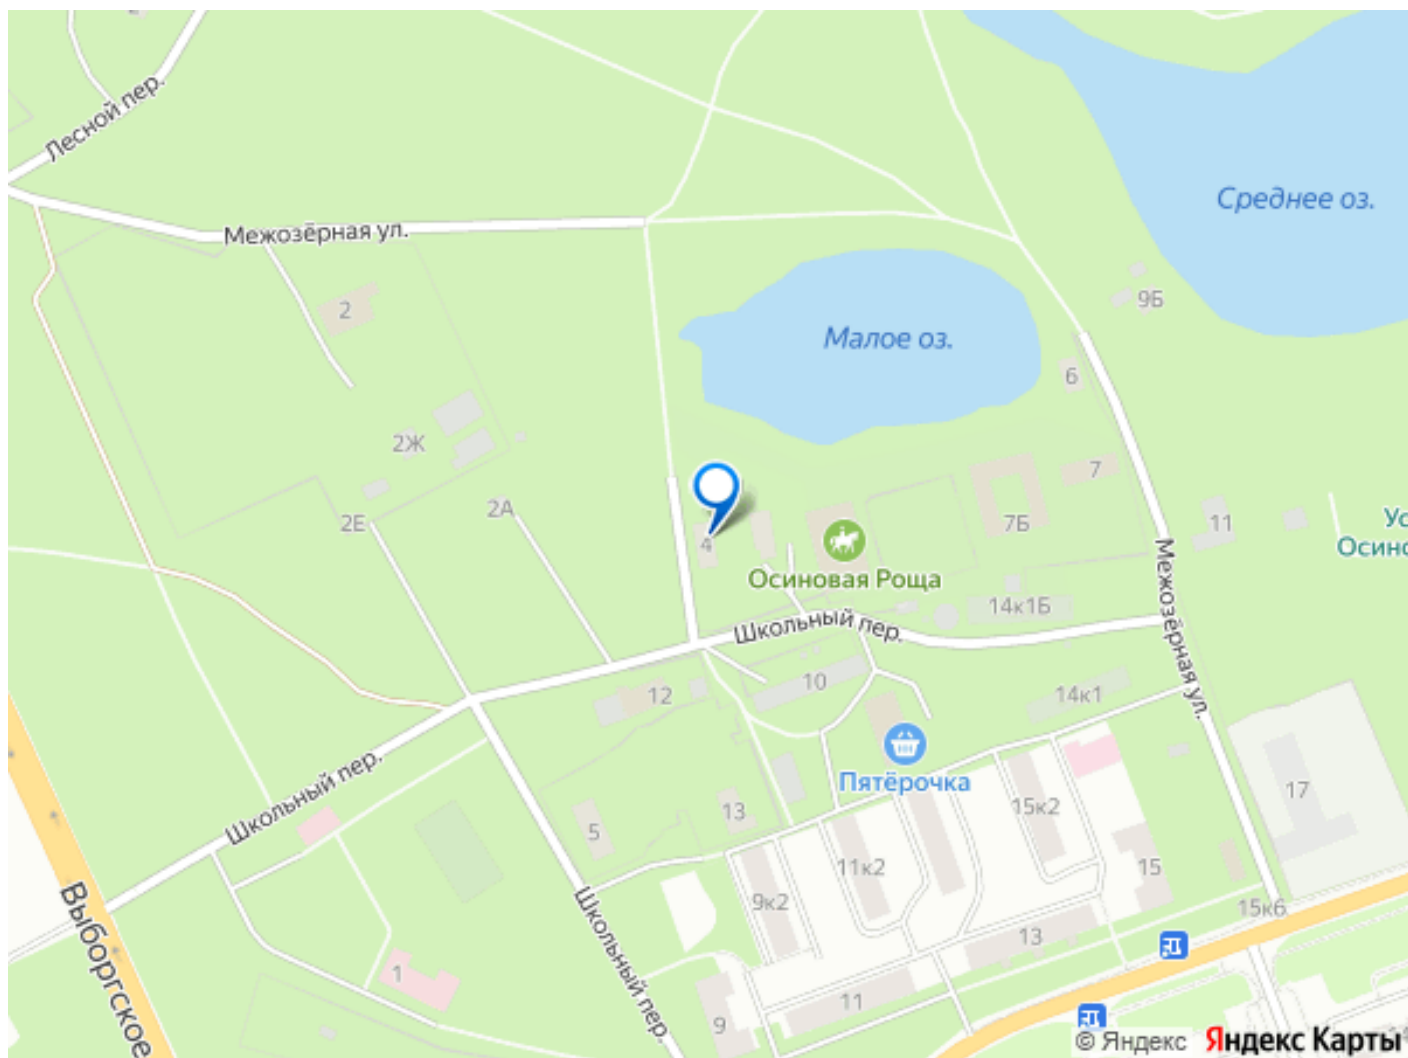 Лесной пер.
Среднее оз.
Межозёрная ул.
9Б
2
Малое оз.
6
2Ж
7
2А
2Е
7Б
11
4
Ус
Осино
Осиновая Роща
14к1Б
Школьный пер.
Межозёрная ул.
10
12
14к1
Пятёрочка
Школьный пер.
17
15к2
13
5
11к2
15
9к2
15к6
Выборгское
Школьный пер.
13
1
11
9
© Яндекс
Яндекс Карты